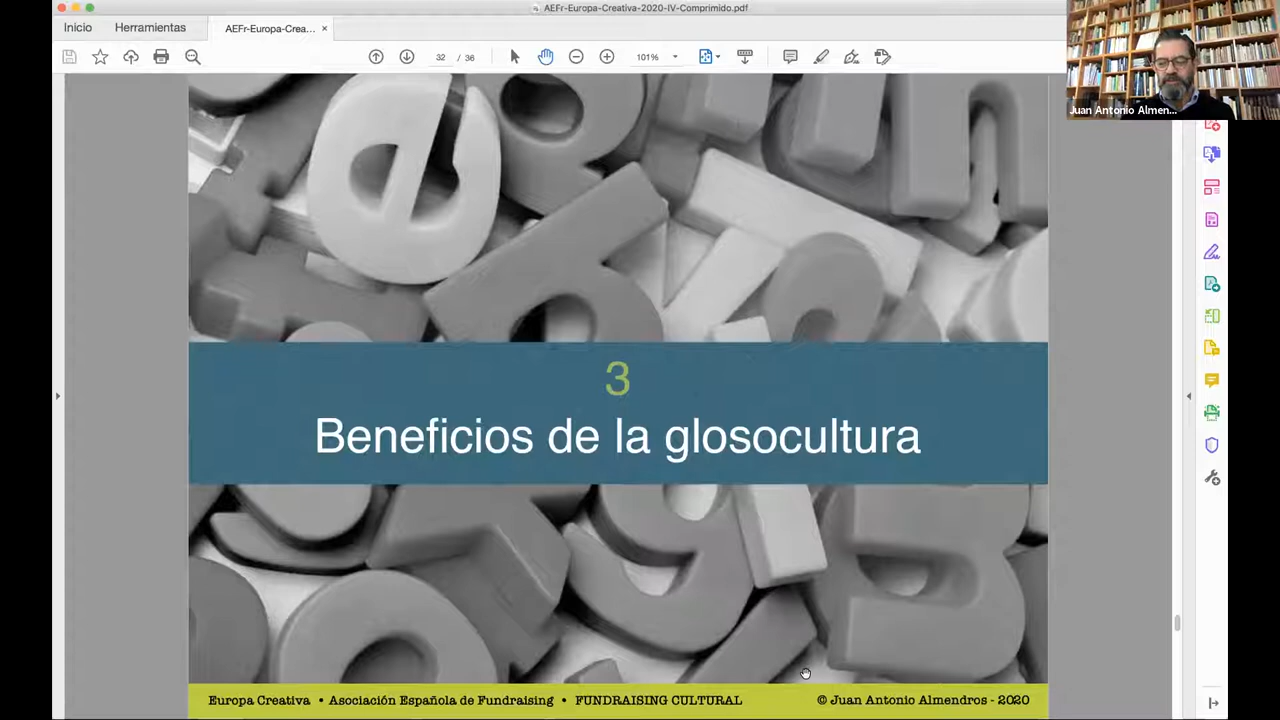 AEFr-Europa-Creativa-2020-IV-Comprimido.pdf
Inicio
Herramientas
AEFr-Europa-Crea... ×
32 / 36
101%
Juan Antonio Almen...
3
Beneficios de la glosocultura
Europa Creativa • Asociación Española de Fundraising • FUNDRAISING CULTURAL
© Juan Antonio Almendros - 2020